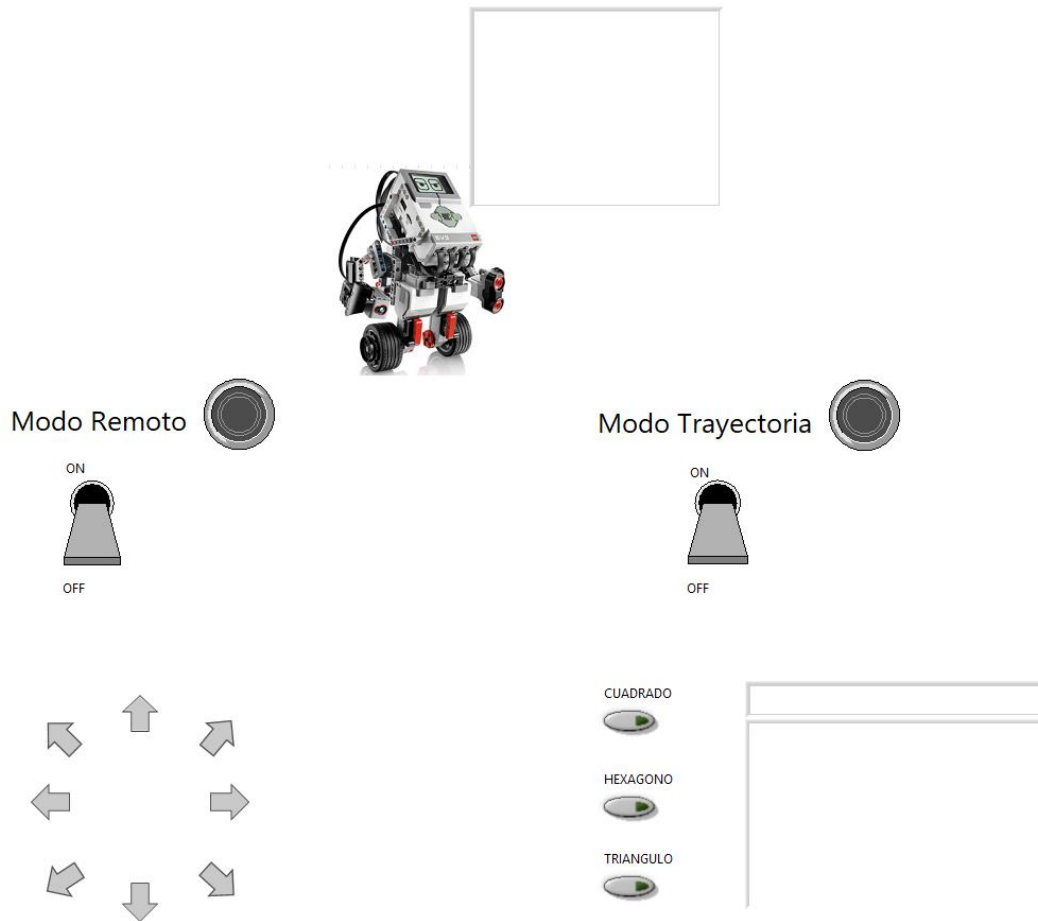 Modo Remoto
ON
OFF
Modo Trayectoria
ON
OFF
CUADRADO
HEXAGONO
TRIANGULO